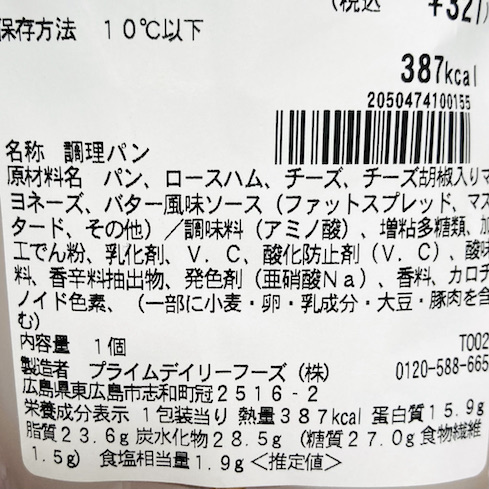 (税込 ¥327)
保存方法 10℃以下
387kcal
2050474100155
名称 調理パン
原材料名 パン、ロースハム、チーズ、チーズ胡椒入りマ
ヨネーズ、バター風味ソース(ファットスプレッド、マス
タード、その他)/調味料(アミノ酸)、増粘多糖類、加
工でん粉、乳化剤、V.C、酸化防止剤(V.C)、酸味
料、香辛料抽出物、発色剤(亜硝酸Na)、香料、カロチ
ノイド色素、(一部に小麦・卵・乳成分・大豆・豚肉を含
む)
内容量 1個
T002
製造者 プライムデイリーフーズ(株)
0120-588-665
広島県東広島市志和町冠2516-2
栄養成分表示 1包装当り 熱量387kcal 蛋白質15.9g
脂質23.6g 炭水化物28.5g (糖質27.0g 食物繊維
1.5g) 食塩相当量1.9g<推定値>